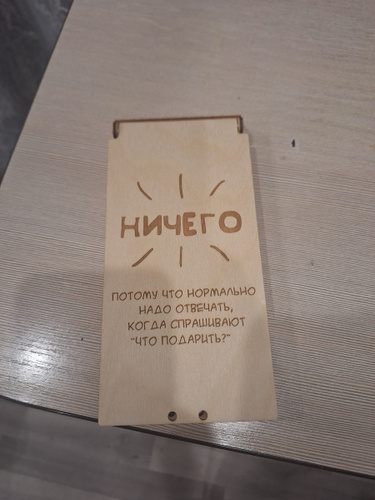 НИЧЕГО
ПОТОМУ ЧТО НОРМАЛЬНО
НАДО ОТВЕЧАТЬ,
КОГДА СПРАШИВАЮТ
"ЧТО ПОДАРИТЬ?"